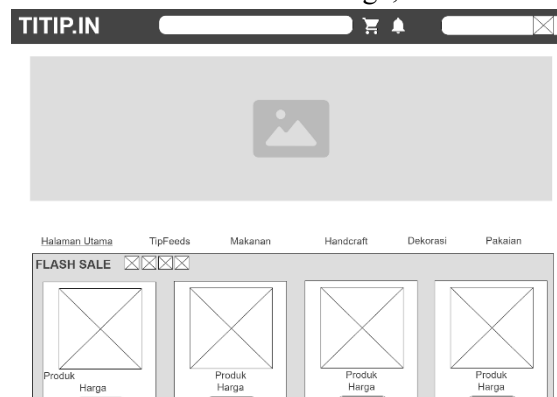 TITIP.IN
Halaman Utama TipFeeds Makanan Handcraft Dekorasi Pakaian
FLASH SALE
Produk Produk Produk Produk
Harga Harga Harga Harga